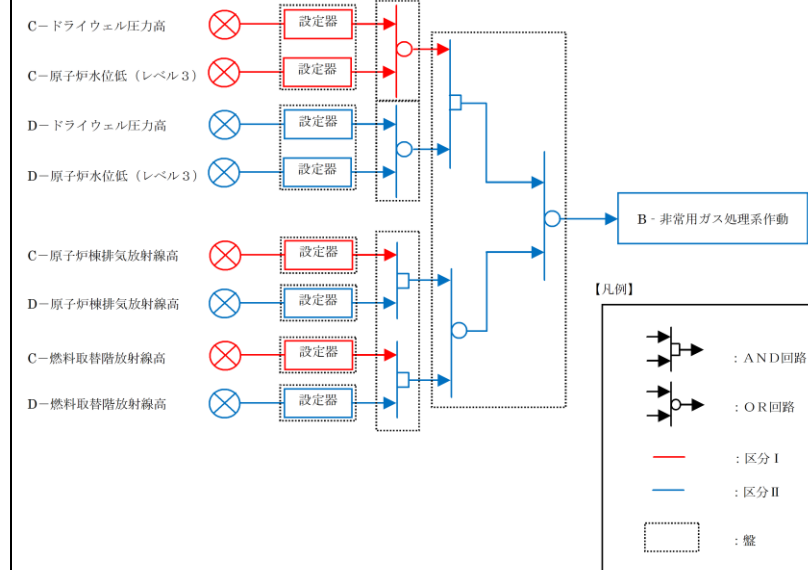 C－ドライウェル圧力高
設定器
C－原子炉水位低（レベル３）
設定器
D－ドライウェル圧力高
設定器
D－原子炉水位低（レベル３）
設定器
B‐非常用ガス処理系作動
C－原子炉棟排気放射線高
設定器
D－原子炉棟排気放射線高
設定器
C－燃料取替階放射線高
設定器
D－燃料取替階放射線高
設定器
【凡例】
：ＡＮＤ回路
：ＯＲ回路
：区分Ⅰ
：区分Ⅱ
：盤